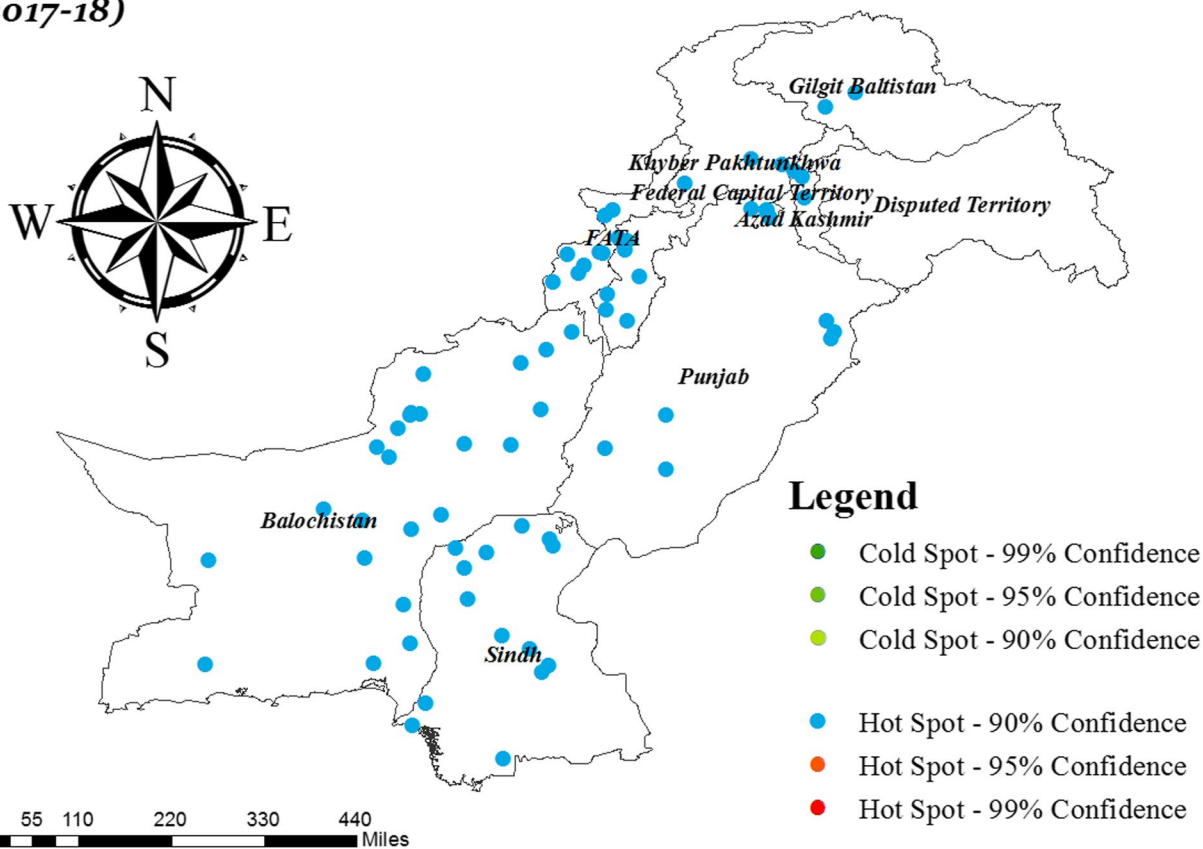 017-18)
N
W
E
S
Gilgit Baltistan
Khyber Pakhtunkhwa
Federal Capital Territory
Disputed Territory
Azad Kashmir
FATA
Punjab
Balochistan
Sindh
Legend
Cold Spot - 99% Confidence
Cold Spot - 95% Confidence
Cold Spot - 90% Confidence
Hot Spot - 90% Confidence
Hot Spot - 95% Confidence
Hot Spot - 99% Confidence
55 110 220 330 440
Miles